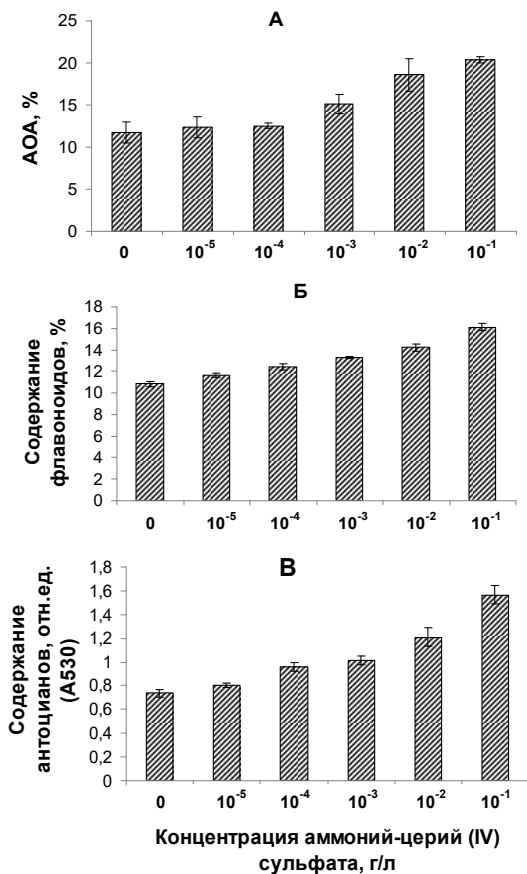 А
АОА, %
25
20
15
10
5
0
0 10⁻⁵ 10⁻⁴ 10⁻³ 10⁻² 10⁻¹
Б
Содержание
флавоноидов, %
18
16
14
12
10
8
6
4
2
0
0 10⁻⁵ 10⁻⁴ 10⁻³ 10⁻² 10⁻¹
В
Содержание
антоцианов, отн.ед.
(А530)
1,8
1,6
1,4
1,2
1
0,8
0,6
0,4
0,2
0
0 10⁻⁵ 10⁻⁴ 10⁻³ 10⁻² 10⁻¹
Концентрация аммоний-церий (IV)
сульфата, г/л